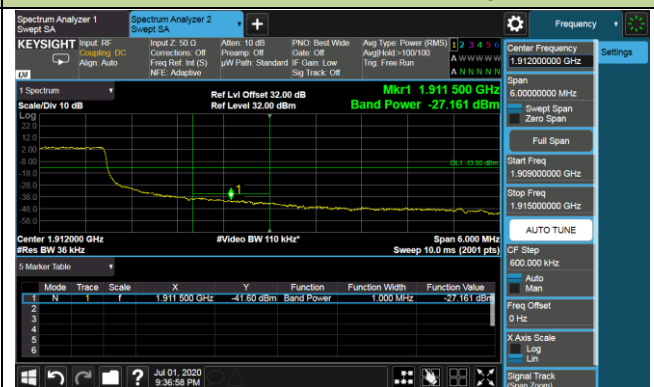 Spectrum Analyzer 1
Swept SA
Spectrum Analyzer 2
Swept SA
+
Frequency
KEYSIGHT
Input: RF
Coupling: DC
Align: Auto
Input Z: 50 Ω
Corrections: Off
Freq Ref: Int (S)
NFE: Adaptive
Atten: 10 dB
Preamp: Off
µW Path: Standard
PNO: Best Wide
Gate: Off
IF Gain: Low
Sig Track: Off
Avg Type: Power (RMS)
Avg|Hold:>100/100
Trig: Free Run
1 2 3 4 5 6
A W W W W W
A N N N N N
LXI
Center Frequency
1.912000000 GHz
Settings
Span
6.00000000 MHz
Swept Span
Zero Span
Full Span
Start Freq
1.909000000 GHz
Stop Freq
1.915000000 GHz
AUTO TUNE
CF Step
600.000 kHz
Auto
Man
Freq Offset
0 Hz
X Axis Scale
Log
Lin
Signal Track
(Span Zoom)
1 Spectrum
Scale/Div 10 dB
Ref Lvl Offset 32.00
Ref Level 32.00 dBm
Mkr1 1.911 500 GHz
Band Power -27.161 dBm
Log
22.0
12.0
2.00
-8.00
-18.0
-28.0
-38.0
-48.0
-58.0
DL1 -13.00 dBm
1
Center 1.9120000 GHz
#Res BW 36 kHz
#Video BW 110 kHz*
Span 6.000 MHz
Sweep 10.0 ms (2001 pts)
5 Marker Table
Mode Trace Scale X Y Function Function Width Function Value
1 N 1 f 1.911 500 GHz -41.60 dBm Band Power 1.000 MHz -27.161 dBm
2
3
4
5
6
?
Jul 01, 2020
9:36:58 PM